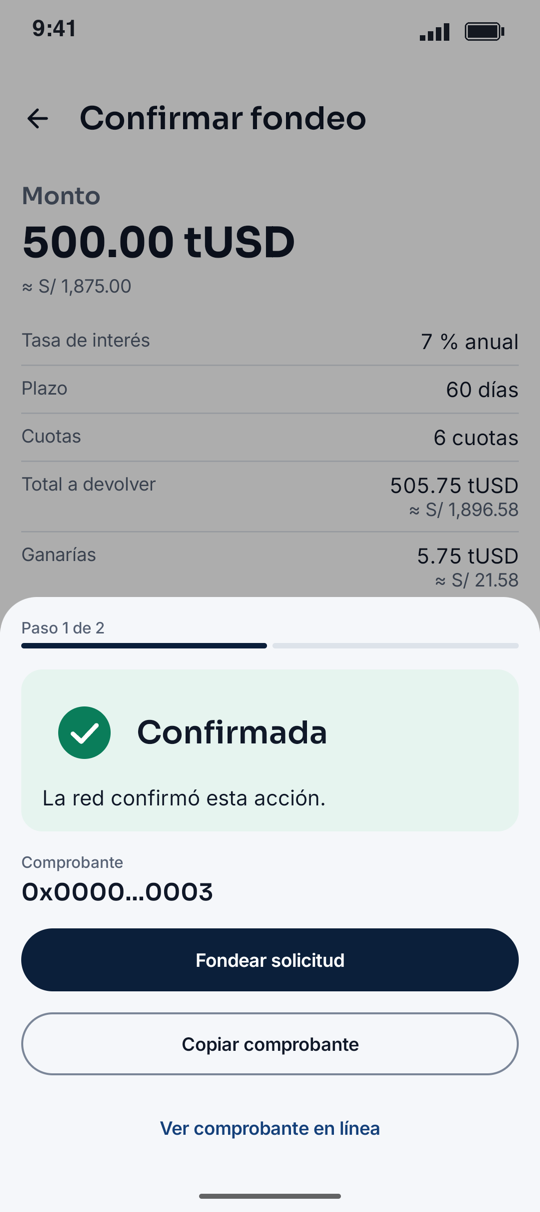 9:41
Confirmar fondeo
Monto
500.00 tUSD
≈ S/ 1,875.00
Tasa de interés
7 % anual
Plazo
60 días
Cuotas
6 cuotas
Total a devolver
505.75 tUSD
≈ S/ 1,896.58
Ganarías
5.75 tUSD
≈ S/ 21.58
Paso 1 de 2
Confirmada
La red confirmó esta acción.
Comprobante
0x0000...0003
Fondear solicitud
Copiar comprobante
Ver comprobante en línea